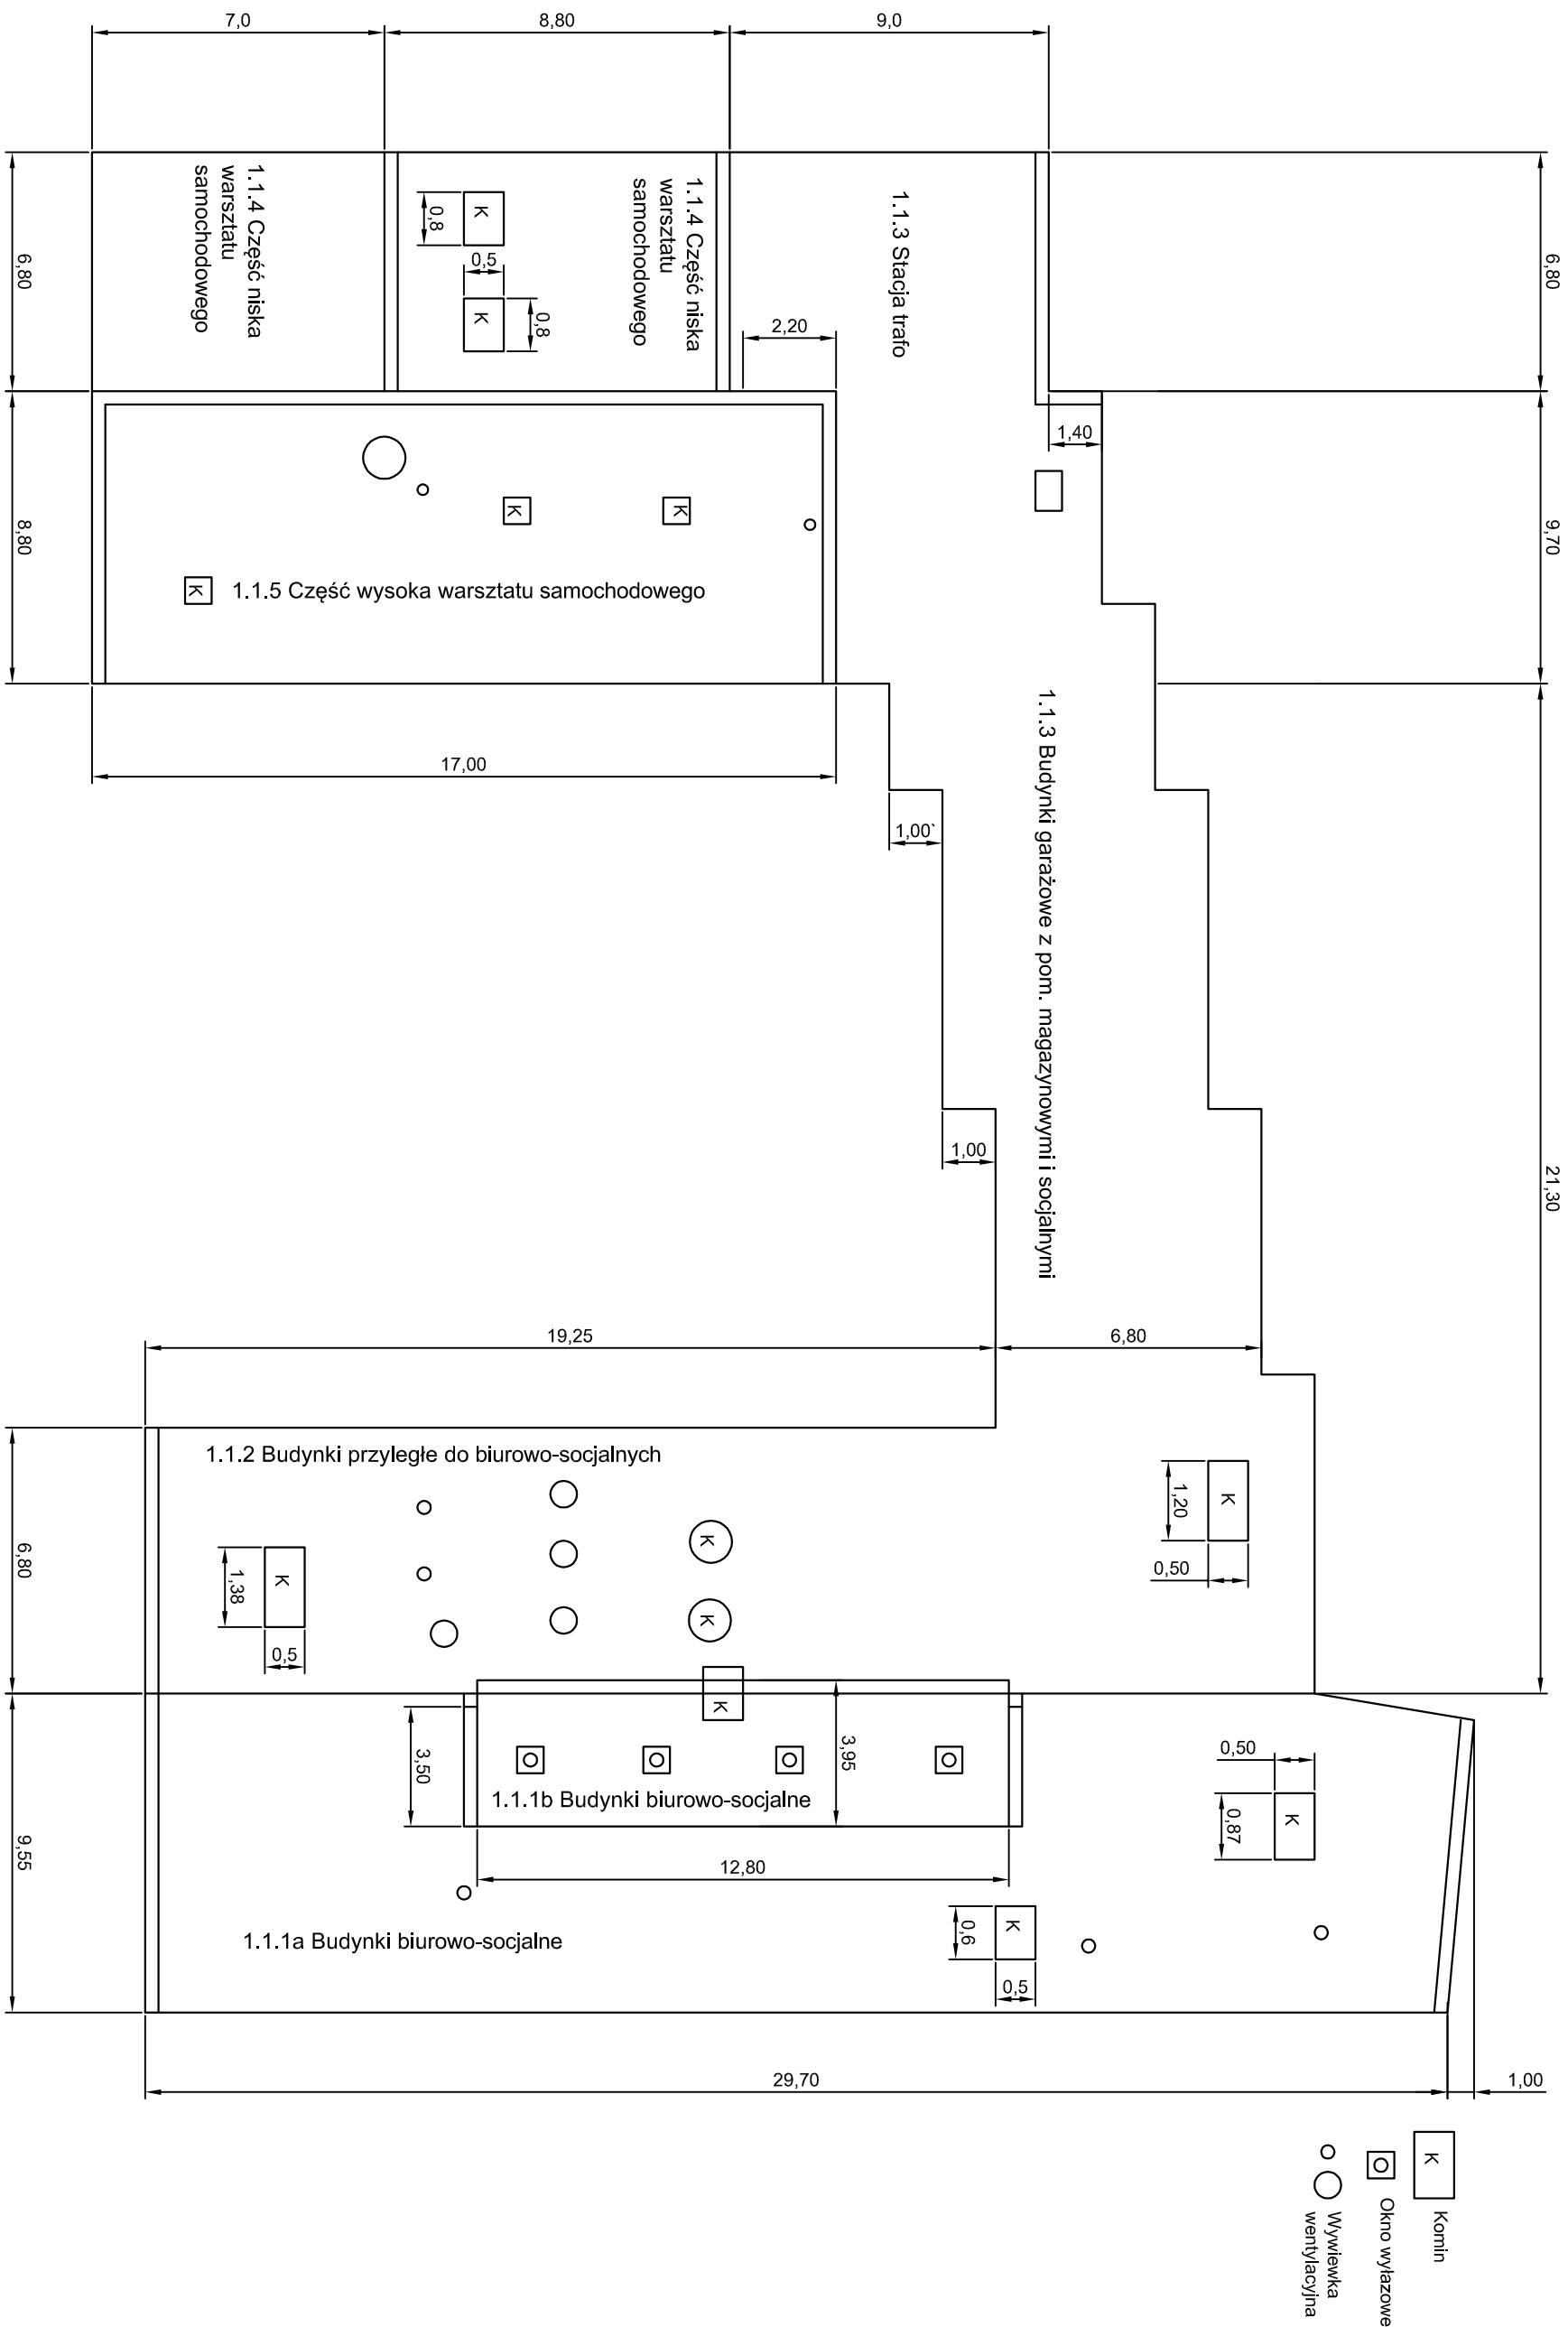 7,0
8,80
9,0
6,80
9,70
21,30
1.1.4 Część niska
warsztatu
samochodowego
K
0,8
0,5
K
0,8
1.1.4 Część niska
warsztatu
samochodowego
2,20
1.1.3 Stacja trafo
1,40
6,80
8,80
K
K
K
1.1.5 Część wysoka warsztatu samochodowego
17,00
1,00`
1,00
1.1.3 Budynki garażowe z pom. magazynowymi i socjalnymi
19,25
6,80
1.1.2 Budynki przyległe do biurowo-socjalnych
K
1,20
0,50
K
K
K
1,38
0,5
6,80
K
3,50
3,95
1.1.1b Budynki biurowo-socjalne
12,80
0,50
K
0,87
9,55
1.1.1a Budynki biurowo-socjalne
K
0,6
0,5
29,70
1,00
K
Komin
Okno wyłazowe
Wywiewka
wentylacyjna